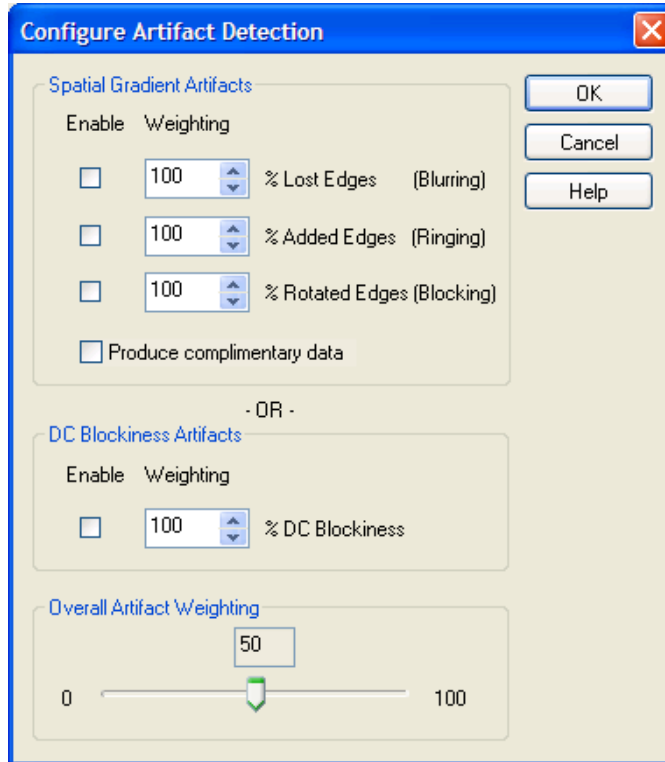 Configure Artifact Detection
Spatial Gradient Artifacts
OK
Enable Weighting
Cancel
100 % Lost Edges (Blurring)
Help
100 % Added Edges (Ringing)
100 % Rotated Edges (Blocking)
Produce complimentary data
- OR -
DC Blockiness Artifacts
Enable Weighting
100 % DC Blockiness
Overall Artifact Weighting
50
0 100